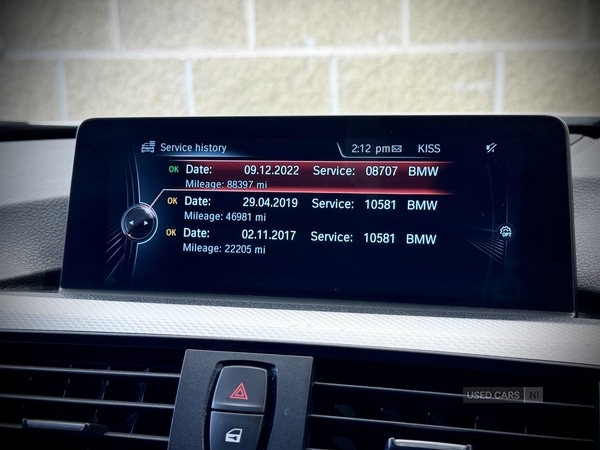 Service history 2:12 pm KISS
OK Date: 09.12.2022 Service: 08707 BMW
Mileage: 88397 mi
OK Date: 29.04.2019 Service: 10581 BMW
Mileage: 46981 mi
OK Date: 02.11.2017 Service: 10581 BMW
Mileage: 22205 mi
OFF
USED CARS NI